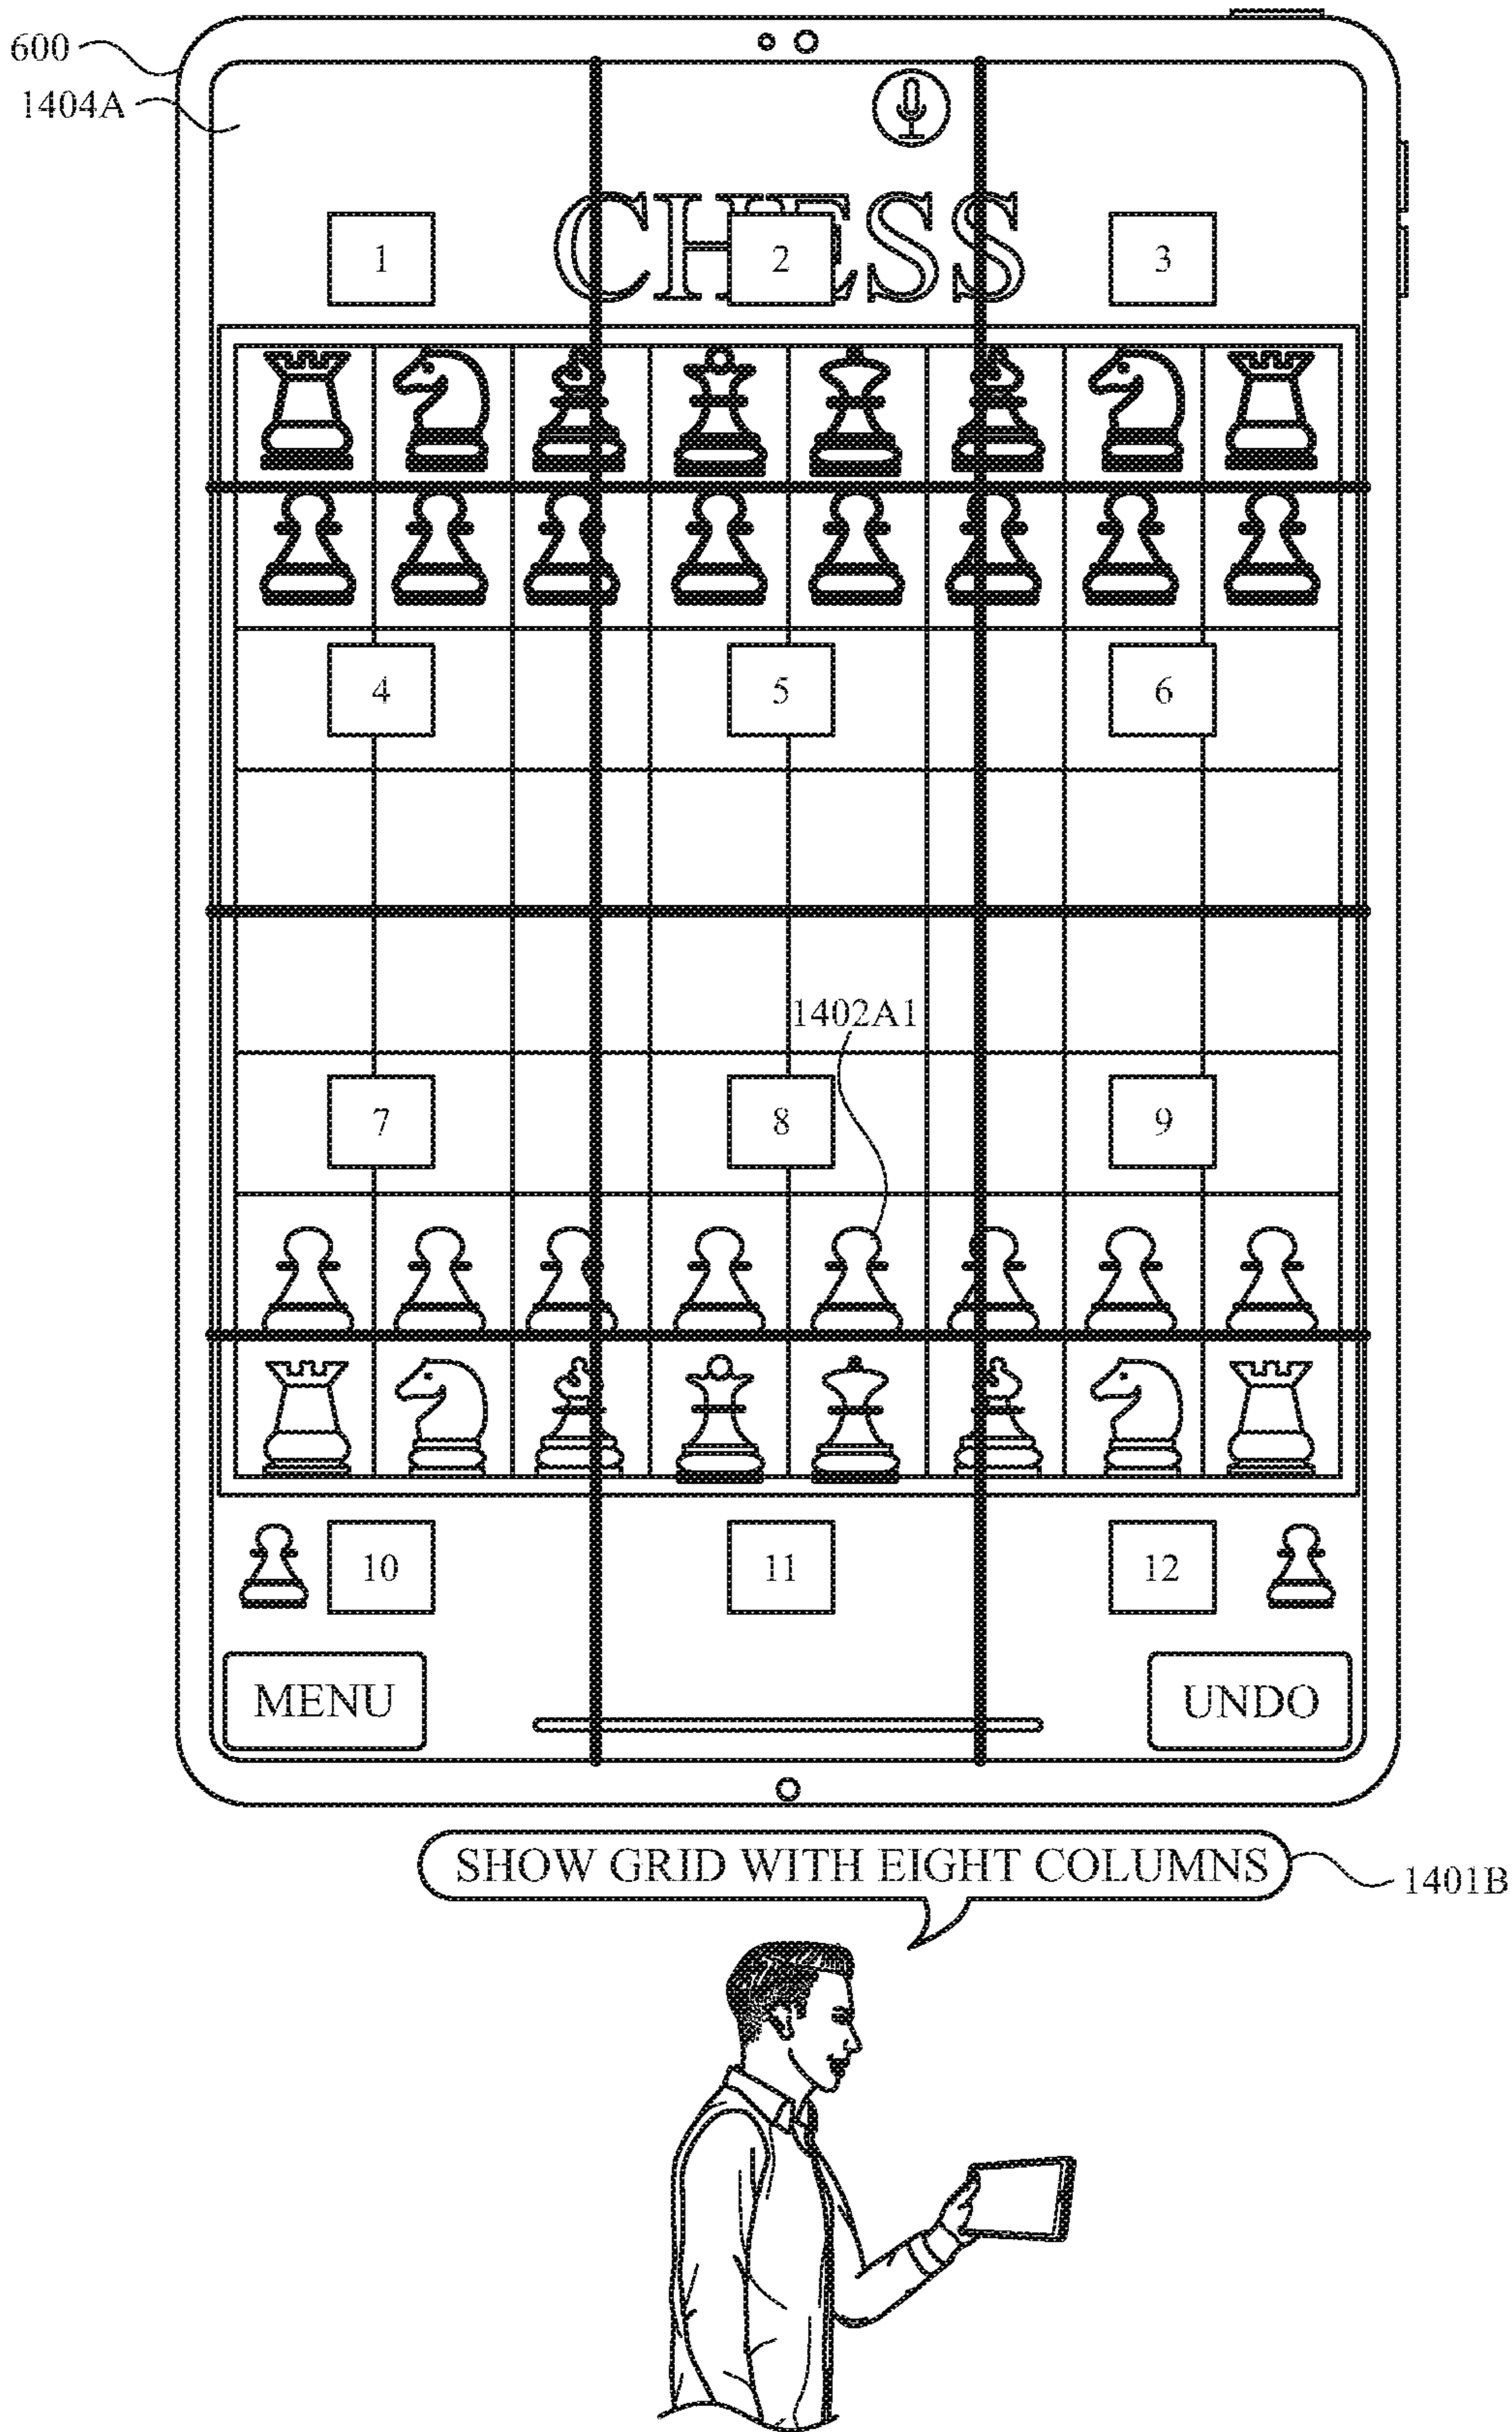 600
1404A
CHESS
1 2 3
4 5 6
1402A1
7 8 9
10 11 12
MENU UNDO
SHOW GRID WITH EIGHT COLUMNS
1401B